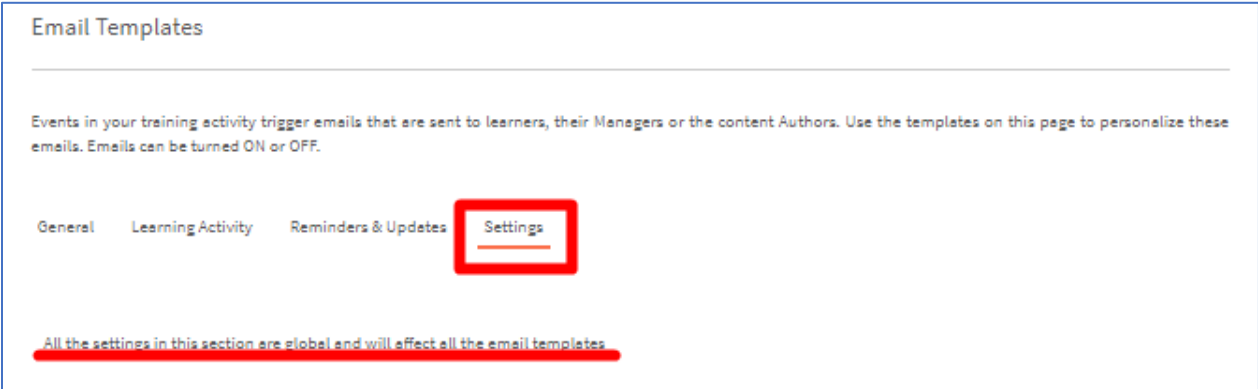 Email Templates
Events in your training activity trigger emails that are sent to learners, their Managers or the content Authors. Use the templates on this page to personalize these
emails. Emails can be turned ON or OFF.
General Learning Activity Reminders & Updates Settings
All the settings in this section are global and will affect all the email templates